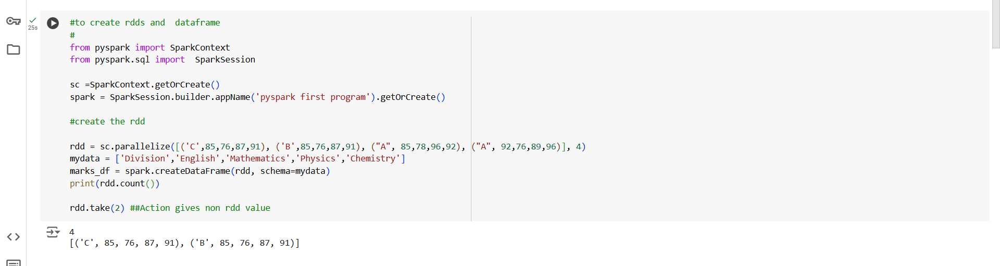 25s
#to create rdds and  dataframe
#
from pyspark import SparkContext
from pyspark.sql import  SparkSession
sc =SparkContext.getOrCreate()
spark = SparkSession.builder.appName('pyspark first program').getOrCreate()
#create the rdd
rdd = sc.parallelize([('C',85,76,87,91), ('B',85,76,87,91), ("A", 85,78,96,92), ("A", 92,76,89,96)], 4)
mydata = ['Division','English','Mathematics','Physics','Chemistry']
marks_df = spark.createDataFrame(rdd, schema=mydata)
print(rdd.count())
rdd.take(2) ##Action gives non rdd value
4
[('C', 85, 76, 87, 91), ('B', 85, 76, 87, 91)]